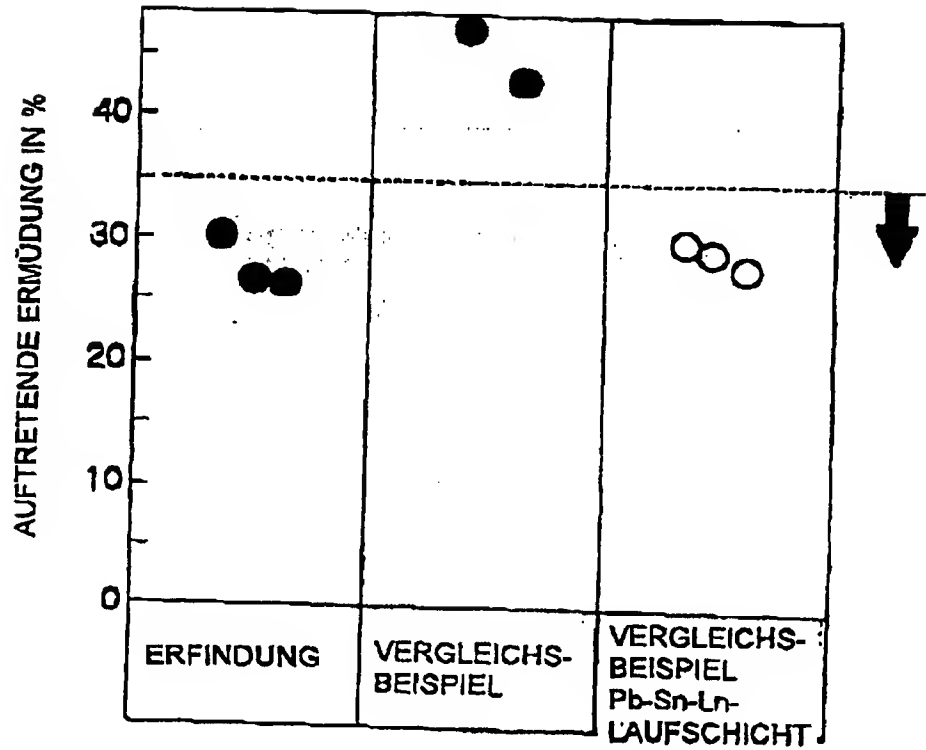 AUFTRETENDE ERMÜDUNG IN %
40
30
20
10
0
ERFINDUNG
VERGLEICHS-
BEISPIEL
VERGLEICHS-
BEISPIEL
Pb-Sn-Ln-
LAUFSCHICHT